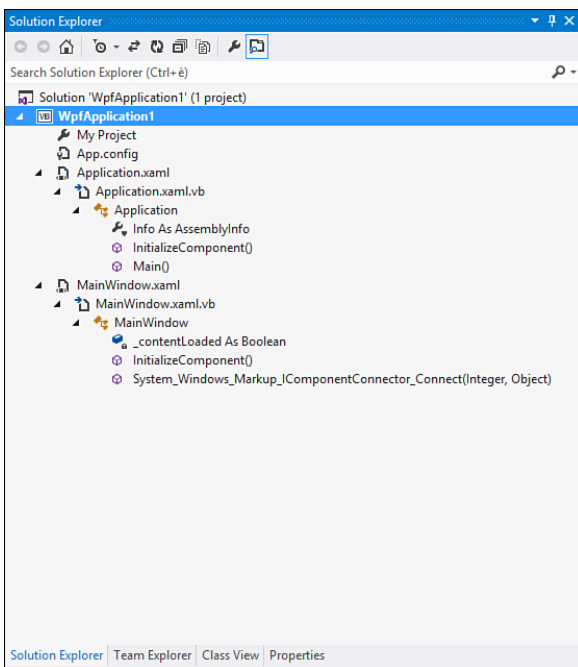 Solution Explorer
Search Solution Explorer (Ctrl+è)
Solution 'WpfApplication1' (1 project)
VB WpfApplication1
My Project
App.config
Application.xaml
Application.xaml.vb
Application
Info As AssemblyInfo
InitializeComponent()
Main()
MainWindow.xaml
MainWindow.xaml.vb
MainWindow
_contentLoaded As Boolean
InitializeComponent()
System_Windows_Markup_IComponentConnector_Connect(Integer, Object)
Solution Explorer Team Explorer Class View Properties